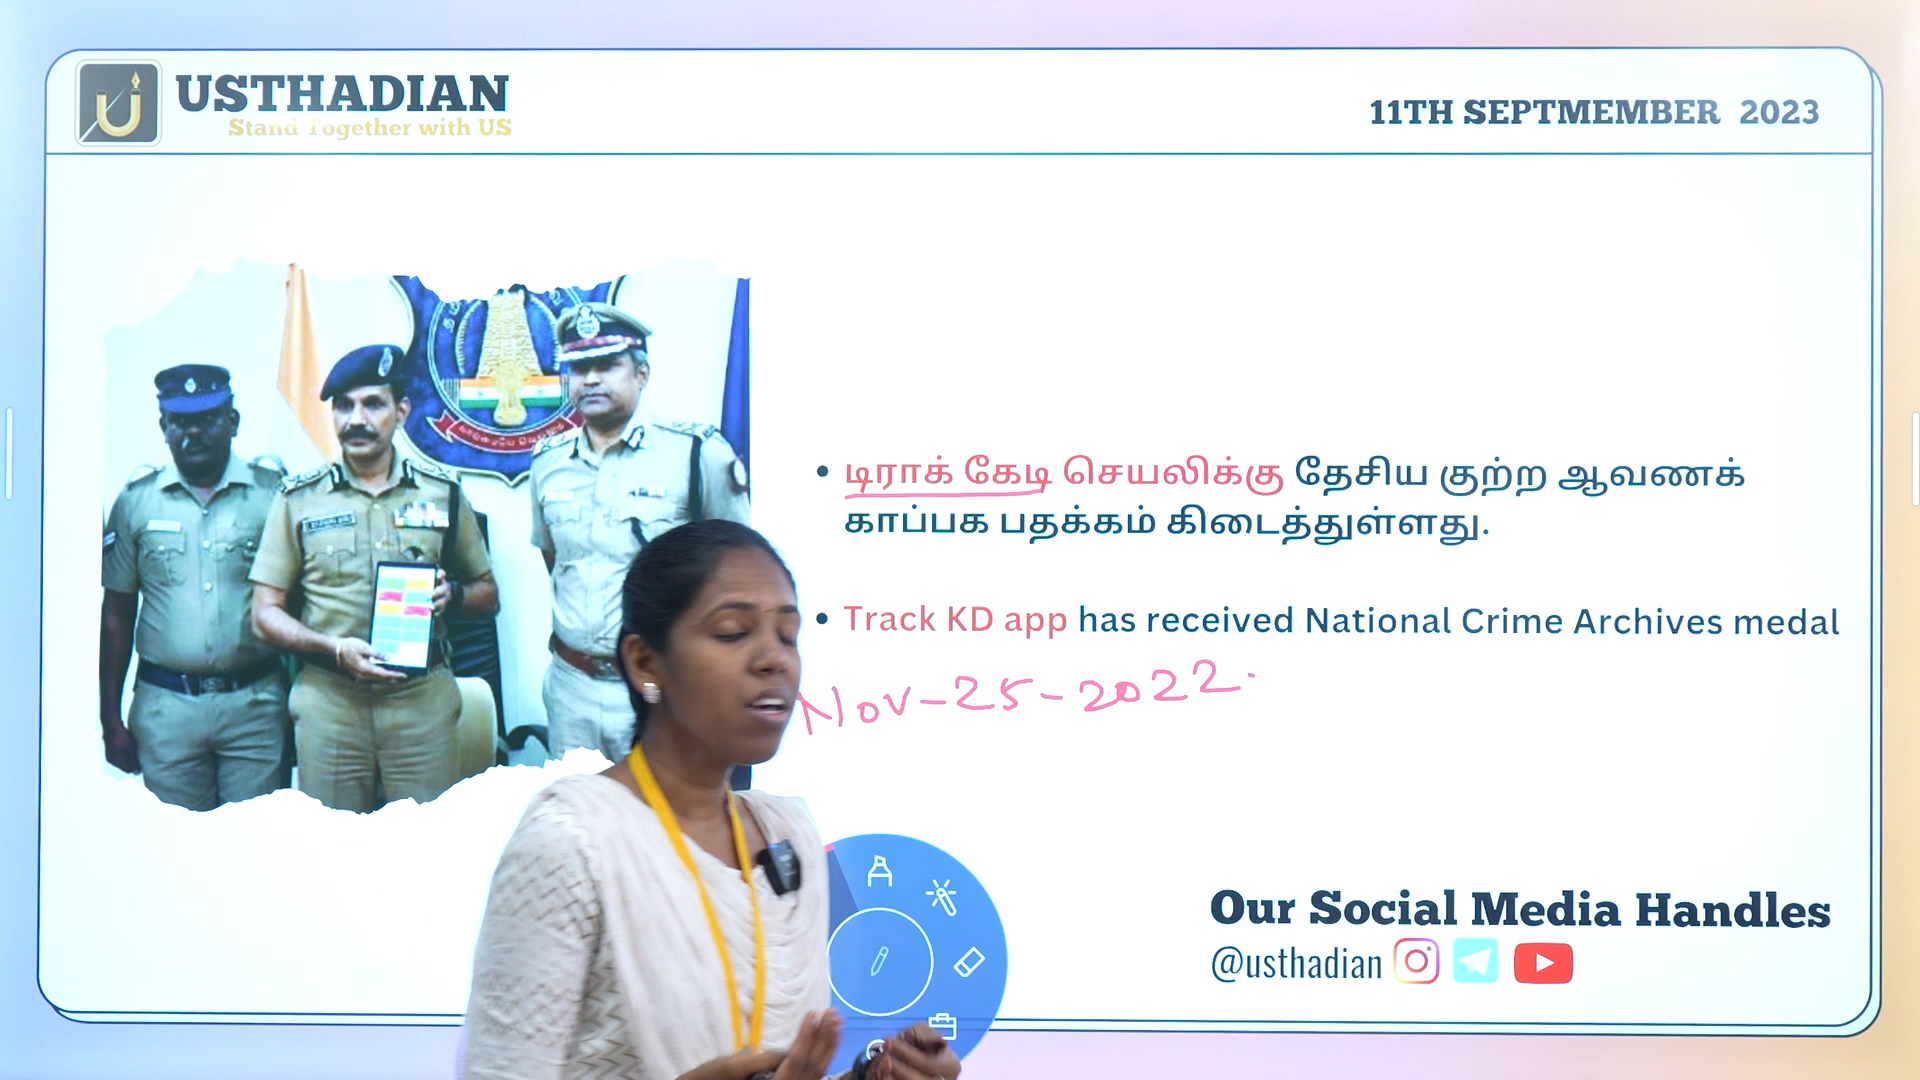 USTHADIAN
Stand Together with US
11TH SEPTMEMBER 2023
டிராக் கேடி செயலிக்கு தேசிய குற்ற ஆவணக்
காப்பக பதக்கம் கிடைத்துள்ளது.
Track KD app has received National Crime Archives medal
Nov-25-2022.
Our Social Media Handles
@usthadian